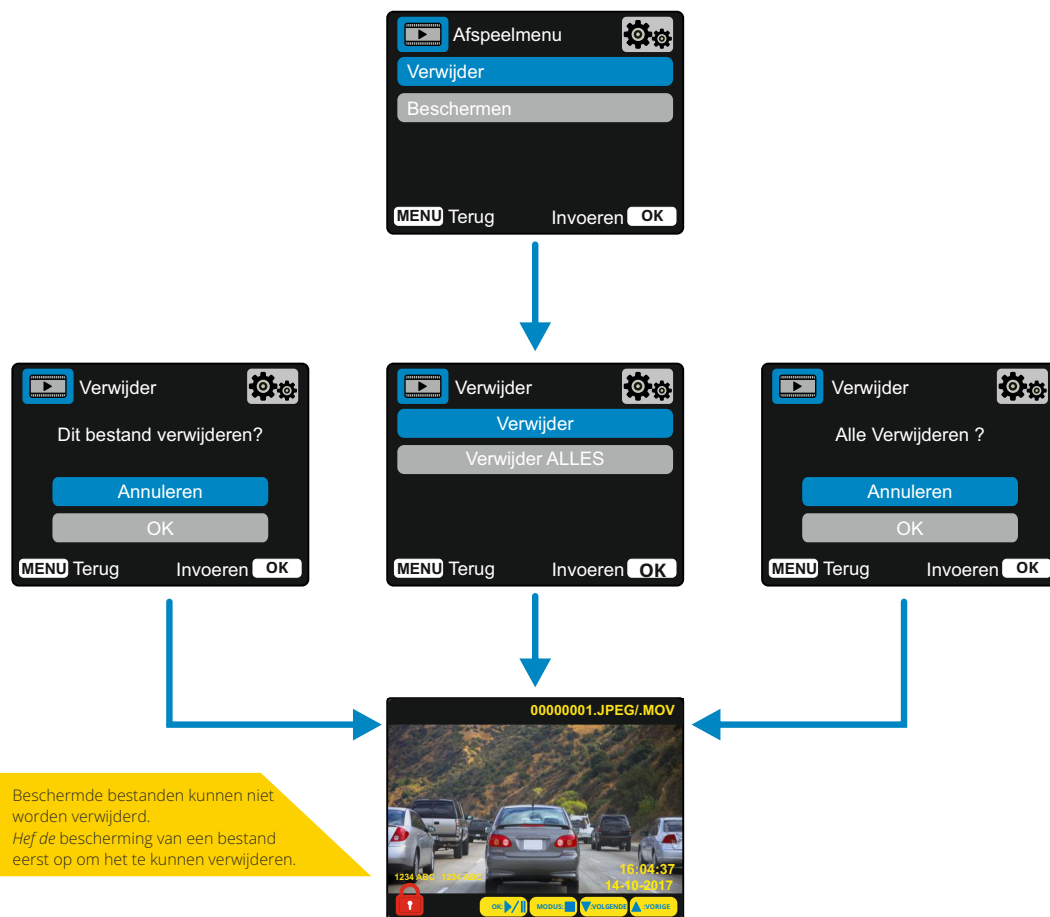 Afspeelmenu
Verwijder
Beschermen
MENU Terug Invoeren OK
Verwijder
Dit bestand verwijderen?
Annuleren
OK
MENU Terug Invoeren OK
Verwijder
Verwijder
Verwijder ALLES
MENU Terug Invoeren OK
Verwijder
Alle Verwijderen ?
Annuleren
OK
MENU Terug Invoeren OK
00000001.JPEG/.MOV
Beschermde bestanden kunnen niet
worden verwijderd.
Hef de bescherming van een bestand
eerst op om het te kunnen verwijderen.
1234 ABC 1234 ABC
16:04:37
14-10-2017
OK: MODUS: :VOLGENDE :VORIGE